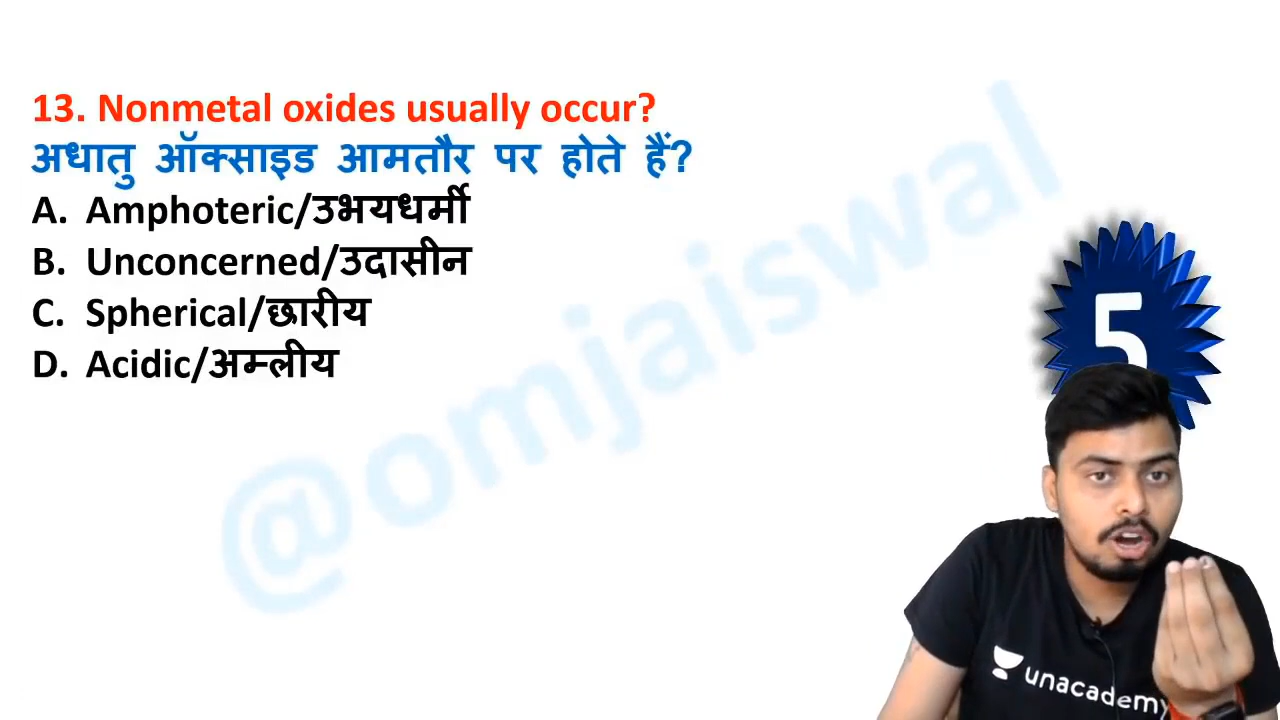 13. Nonmetal oxides usually occur?
अधातु ऑक्साइड आमतौर पर होते हैं?
A. Amphoteric/उभयधर्मी
B. Unconcerned/उदासीन
C. Spherical/छारीय
D. Acidic/अम्लीय
@omjaiswal
5
unacademy